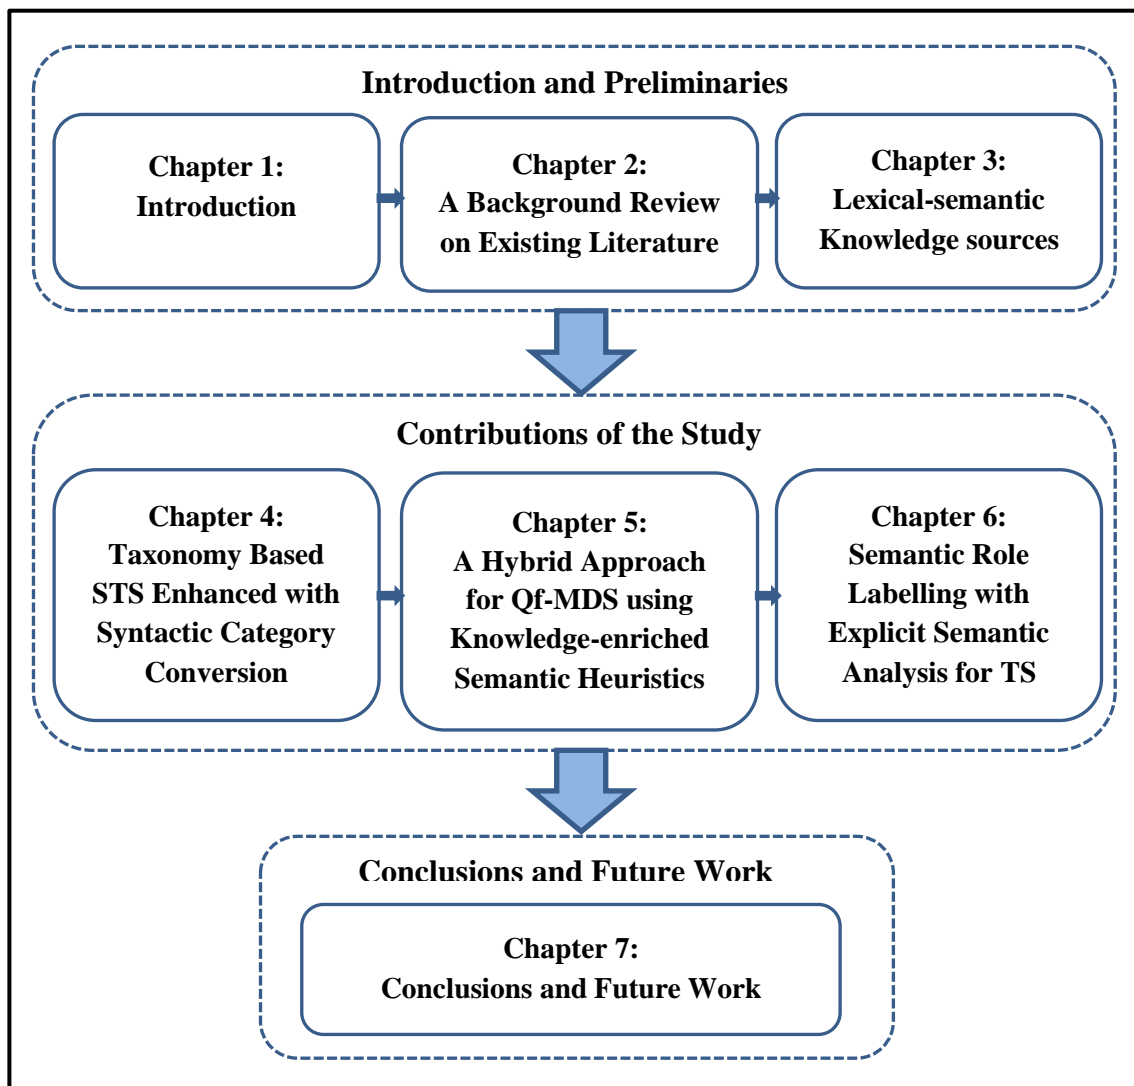 Introduction and Preliminaries
Chapter 1:
Introduction
Chapter 2:
A Background Review
on Existing Literature
Chapter 3:
Lexical-semantic
Knowledge sources
Contributions of the Study
Chapter 4:
Taxonomy Based
STS Enhanced with
Syntactic Category
Conversion
Chapter 5:
A Hybrid Approach
for Qf-MDS using
Knowledge-enriched
Semantic Heuristics
Chapter 6:
Semantic Role
Labelling with
Explicit Semantic
Analysis for TS
Conclusions and Future Work
Chapter 7:
Conclusions and Future Work